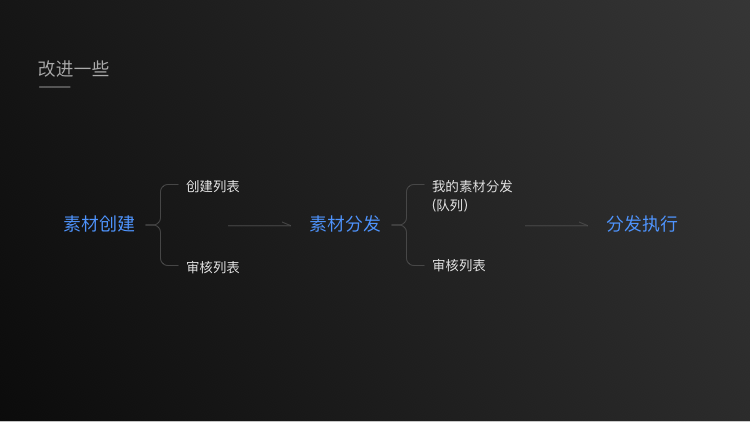 改进一些
素材创建
创建列表
审核列表
素材分发
我的素材分发
(队列)
审核列表
分发执行